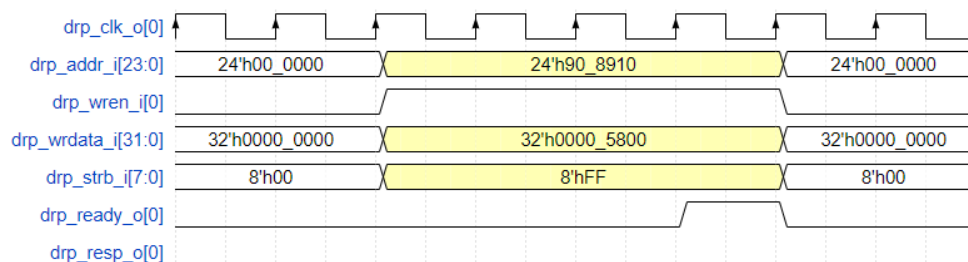 drp_clk_o[0]
drp_addr_i[23:0] 24'h00_0000 24'h90_8910 24'h00_0000
drp_wren_i[0]
drp_wrdata_i[31:0] 32'h0000_0000 32'h0000_5800 32'h0000_0000
drp_strb_i[7:0] 8'h00 8'hFF 8'h00
drp_ready_o[0]
drp_resp_o[0]